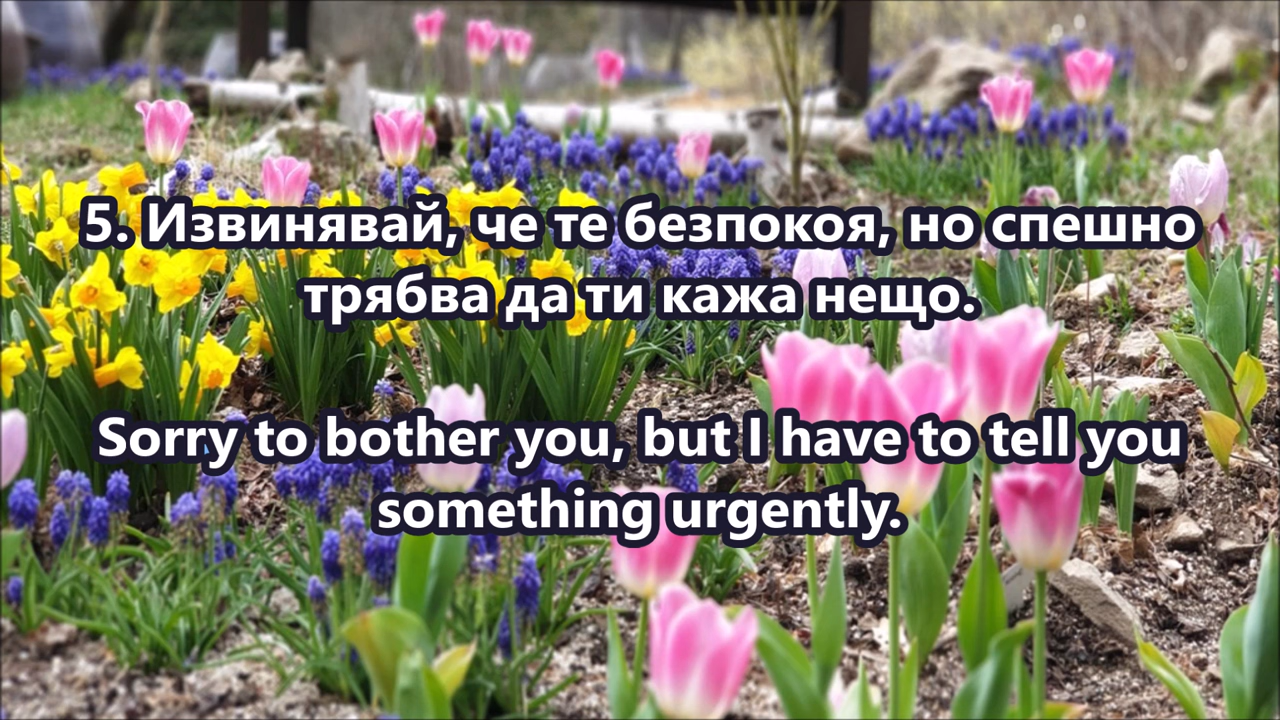 5. Извинявай, че те безпокоя, но спешно
трябва да ти кажа нещо.
Sorry to bother you, but I have to tell you
something urgently.